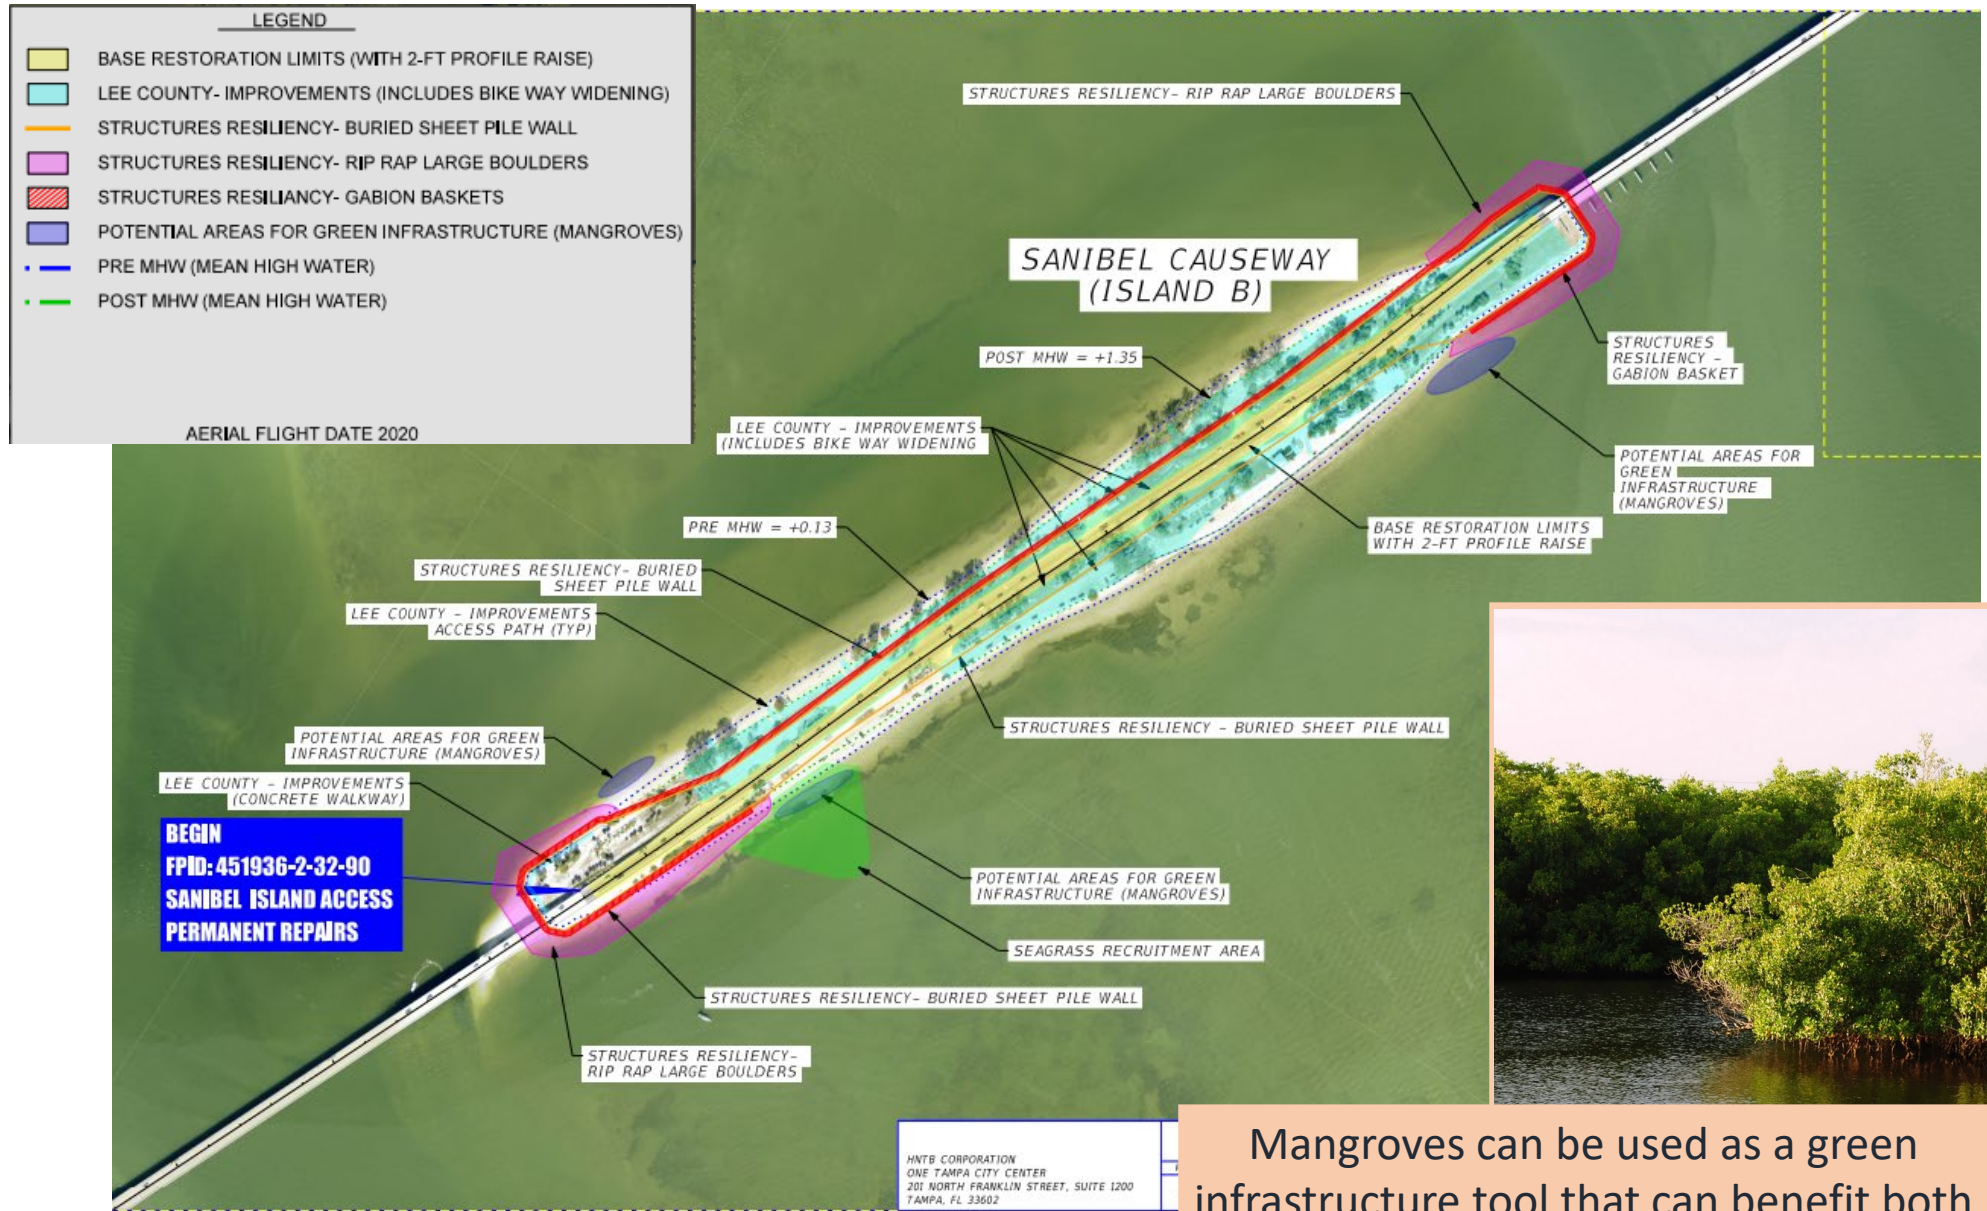 LEGEND
BASE RESTORATION LIMITS (WITH 2-FT PROFILE RAISE)
LEE COUNTY- IMPROVEMENTS (INCLUDES BIKE WAY WIDENING)
STRUCTURES RESILIENCY- BURIED SHEET PILE WALL
STRUCTURES RESILIENCY- RIP RAP LARGE BOULDERS
STRUCTURES RESILIANCY- GABION BASKETS
POTENTIAL AREAS FOR GREEN INFRASTRUCTURE (MANGROVES)
PRE MHW (MEAN HIGH WATER)
POST MHW (MEAN HIGH WATER)
AERIAL FLIGHT DATE 2020
STRUCTURES RESILIENCY- RIP RAP LARGE BOULDERS
SANIBEL CAUSEWAY
(ISLAND B)
POST MHW = +1.35
STRUCTURES
RESILIENCY -
GABION BASKET
LEE COUNTY - IMPROVEMENTS
(INCLUDES BIKE WAY WIDENING
POTENTIAL AREAS FOR
GREEN
INFRASTRUCTURE
(MANGROVES)
PRE MHW = +0.13
BASE RESTORATION LIMITS
WITH 2-FT PROFILE RAISE
STRUCTURES RESILIENCY- BURIED
SHEET PILE WALL
LEE COUNTY - IMPROVEMENTS
ACCESS PATH (TYP)
STRUCTURES RESILIENCY - BURIED SHEET PILE WALL
POTENTIAL AREAS FOR GREEN
INFRASTRUCTURE (MANGROVES)
LEE COUNTY - IMPROVEMENTS
(CONCRETE WALKWAY)
BEGIN
FPID: 451936-2-32-90
SANIBEL ISLAND ACCESS
PERMANENT REPAIRS
POTENTIAL AREAS FOR GREEN
INFRASTRUCTURE (MANGROVES)
SEAGRASS RECRUITMENT AREA
STRUCTURES RESILIENCY- BURIED SHEET PILE WALL
STRUCTURES RESILIENCY-
RIP RAP LARGE BOULDERS
HNTB CORPORATION
ONE TAMPA CITY CENTER
201 NORTH FRANKLIN STREET, SUITE 1200
TAMPA, FL 33602
Mangroves can be used as a green
infrastructure tool that can benefit both